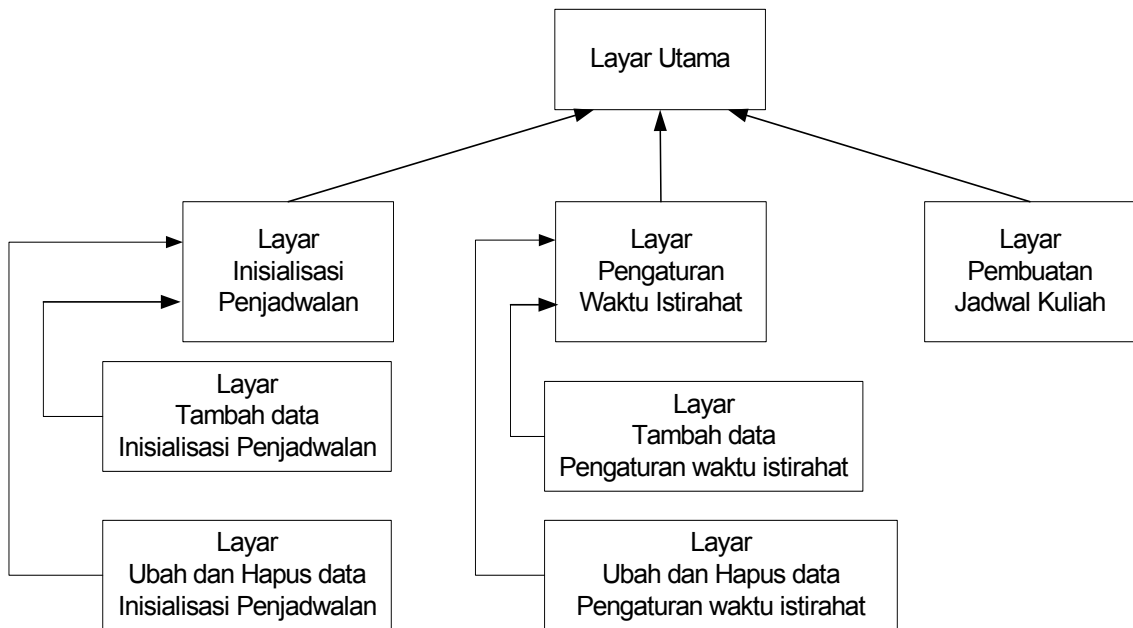 Layar Utama
Layar
Inisialisasi
Penjadwalan
Layar
Pengaturan
Waktu Istirahat
Layar
Pembuatan
Jadwal Kuliah
Layar
Tambah data
Inisialisasi Penjadwalan
Layar
Tambah data
Pengaturan waktu istirahat
Layar
Ubah dan Hapus data
Inisialisasi Penjadwalan
Layar
Ubah dan Hapus data
Pengaturan waktu istirahat